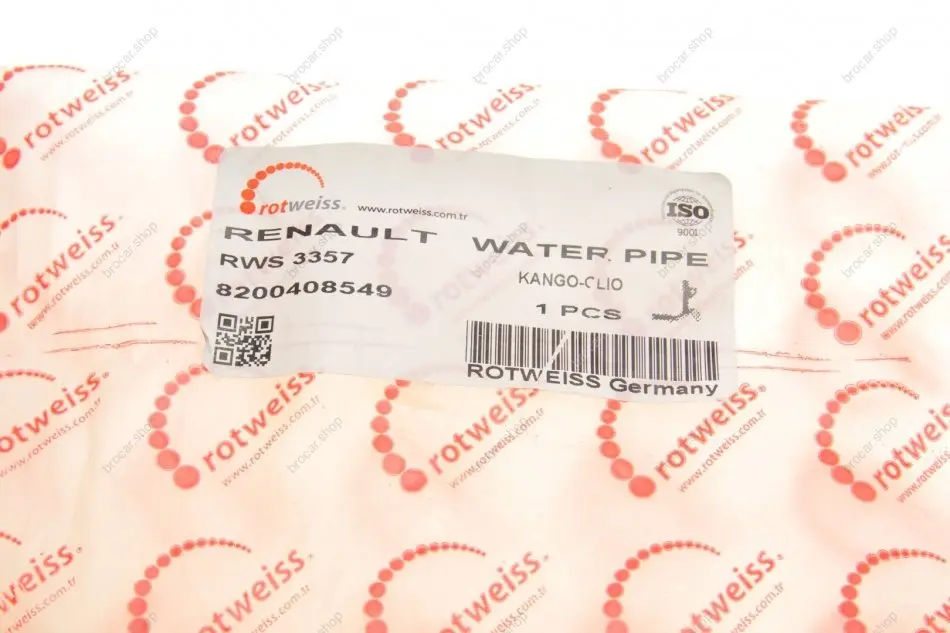 rotweiss.
www.rotweiss.com.tr
ISO
9001
RENAULT WATER PIPE
RWS 3357
KANGO-CLIO
8200408549
1 PCS
ROTWEISS Germany
rotweiss
www.rotweiss.com.tr
brocar.shop